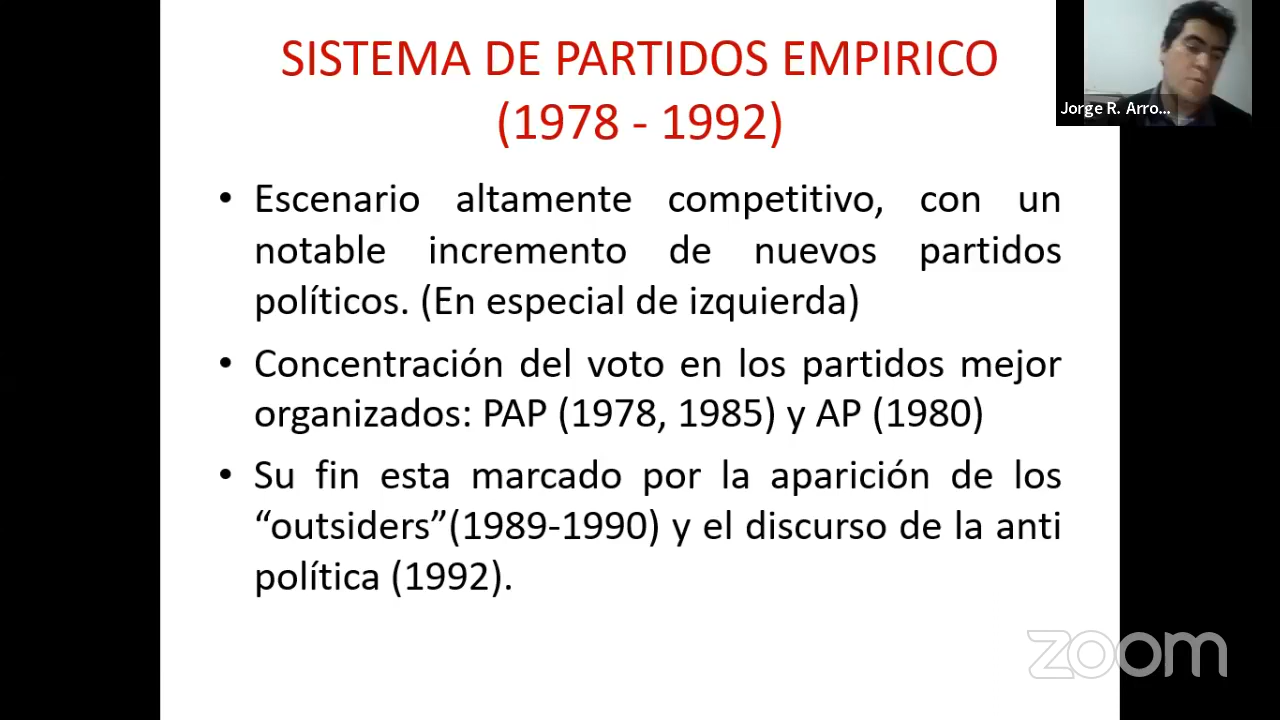 SISTEMA DE PARTIDOS EMPIRICO
(1978 - 1992)
Jorge R. Arro...
• Escenario altamente competitivo, con un
notable incremento de nuevos partidos
políticos. (En especial de izquierda)
• Concentración del voto en los partidos mejor
organizados: PAP (1978, 1985) y AP (1980)
• Su fin esta marcado por la aparición de los
“outsiders”(1989-1990) y el discurso de la anti
política (1992).
zoom